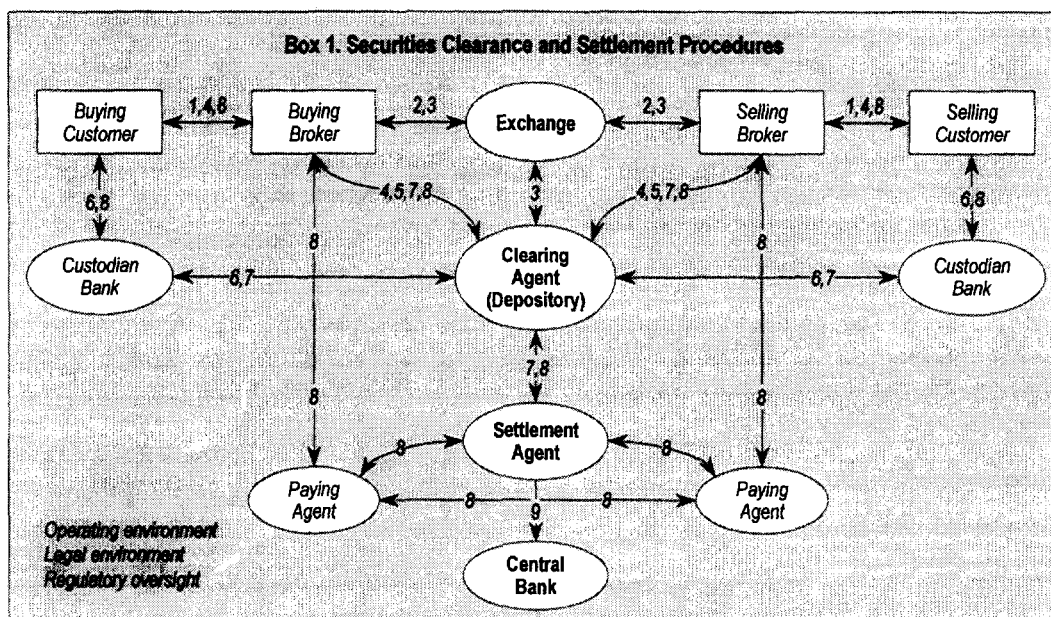 Box 1. Securities Clearance and Settlement Procedures
Buying
Customer
1,4,8
Buying
Broker
2,3
Exchange
2,3
Selling
Broker
1,4,8
Selling
Customer
6,8
4,5,7,8
3
4,5,7,8
6,8
8
8
Custodian
Bank
6,7
Clearing
Agent
(Depository)
6,7
Custodian
Bank
7,8
8
8
Settlement
Agent
8
8
Paying
Agent
8
9
8
Paying
Agent
Operating environment
Legal environment
Regulatory oversight
Central
Bank